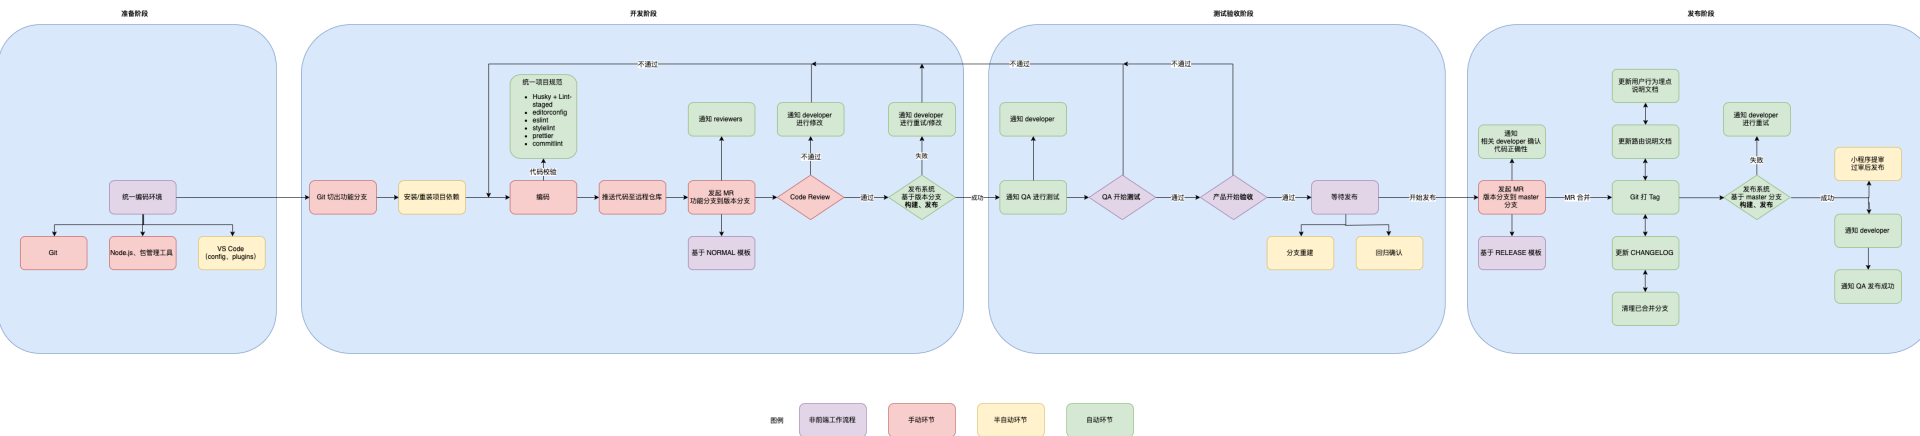 准备阶段
开发阶段
测试验收阶段
发布阶段
统一编码环境
Git
Node.js、包管理工具
VS Code
(config、plugins)
Git 切出功能分支
安装/重装项目依赖
统一项目规范
• Husky + Lint-
staged
• editorconfig
• eslint
• stylelint
• prettier
• commitlint
代码校验
编码
推送代码至远程仓库
通知 reviewers
发起 MR
功能分支到版本分支
基于 NORMAL 模板
不通过
通知 developer
进行修改
不通过
Code Review
通过
通知 developer
进行重试/修改
失败
发布系统
基于版本分支
构建、发布
成功
不通过
通知 developer
通知 QA 进行测试
QA 开始测试
通过
不通过
产品开始验收
通过
等待发布
分支重建
回归确认
开始发布
通知
相关 developer 确认
代码正确性
发起 MR
版本分支到 master
分支
基于 RELEASE 模板
MR 合并
更新用户行为埋点
说明文档
更新路由说明文档
Git 打 Tag
更新 CHANGELOG
清理已合并分支
通知 developer
进行重试
失败
发布系统
基于 master 分支
构建、发布
成功
小程序提审
过审后发布
通知 developer
通知 QA 发布成功
图例
非前端工作流程
手动环节
半自动环节
自动环节